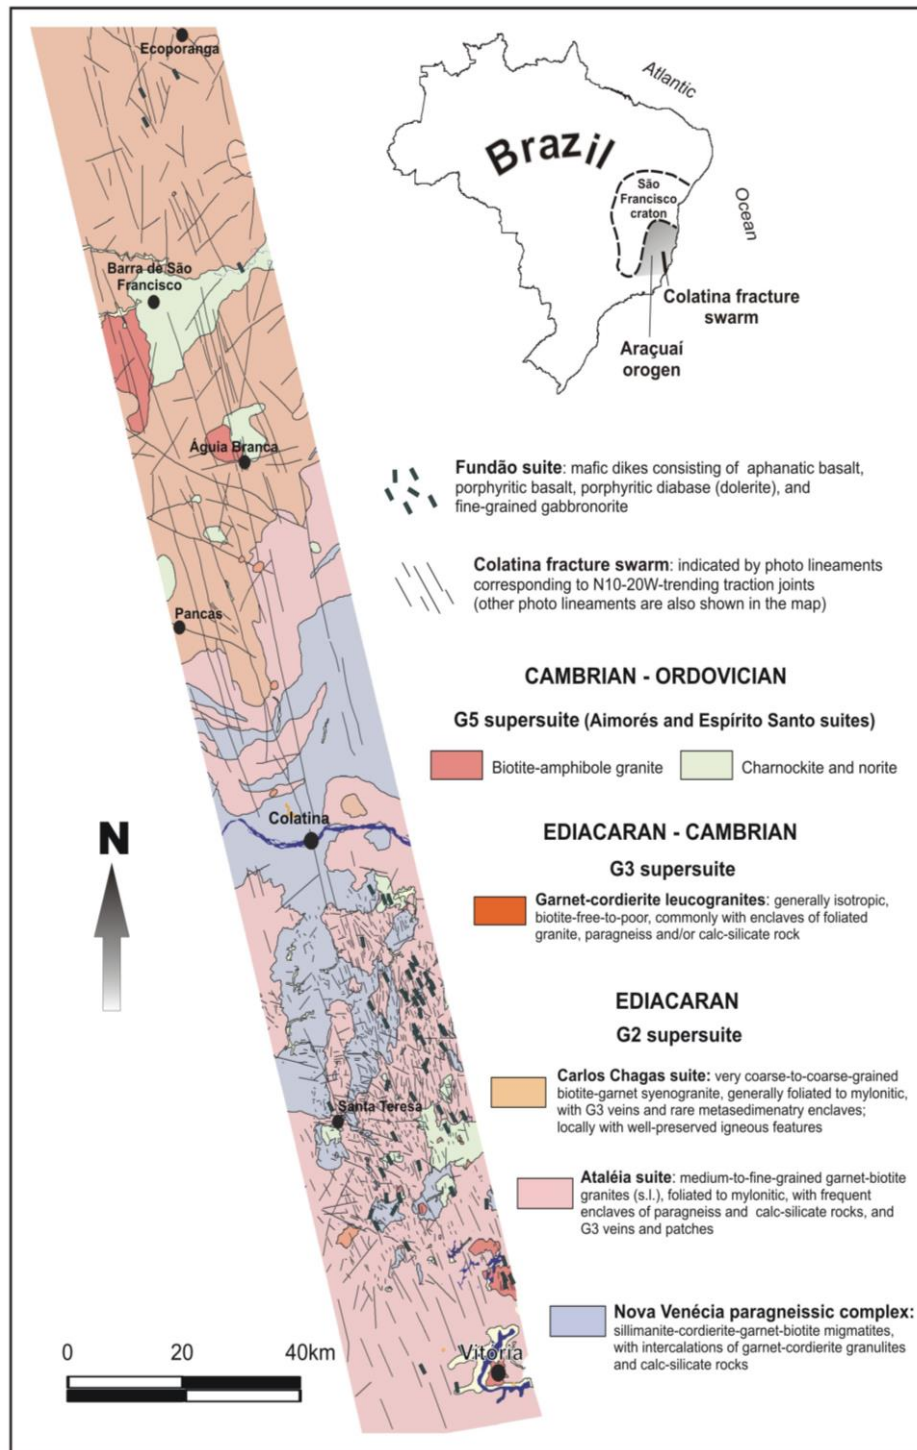 Ecoporanga
Barra de São
Francisco
Águia Branca
Pancas
Colatina
Santa Teresa
Vitória
N
0 20 40km
Brazil
Atlantic
Ocean
São
Francisco
craton
Colatina fracture
swarm
Araçuaí
orogen
Fundão suite: mafic dikes consisting of aphanatic basalt,
porphyritic basalt, porphyritic diabase (dolerite), and
fine-grained gabbronorite
Colatina fracture swarm: indicated by photo lineaments
corresponding to N10-20W-trending traction joints
(other photo lineaments are also shown in the map)
CAMBRIAN - ORDOVICIAN
G5 supersuite (Aimorés and Espírito Santo suites)
Biotite-amphibole granite
Charnockite and norite
EDIACARAN - CAMBRIAN
G3 supersuite
Garnet-cordierite leucogranites: generally isotropic,
biotite-free-to-poor, commonly with enclaves of foliated
granite, paragneiss and/or calc-silicate rock
EDIACARAN
G2 supersuite
Carlos Chagas suite: very coarse-to-coarse-grained
biotite-garnet syenogranite, generally foliated to mylonitic,
with G3 veins and rare metasedimenatry enclaves;
locally with well-preserved igneous features
Ataléia suite: medium-to-fine-grained garnet-biotite
granites (s.l.), foliated to mylonitic, with frequent
enclaves of paragneiss and calc-silicate rocks, and
G3 veins and patches
Nova Venécia paragneissic complex:
sillimanite-cordierite-garnet-biotite migmatites,
with intercalations of garnet-cordierite granulites
and calc-silicate rocks